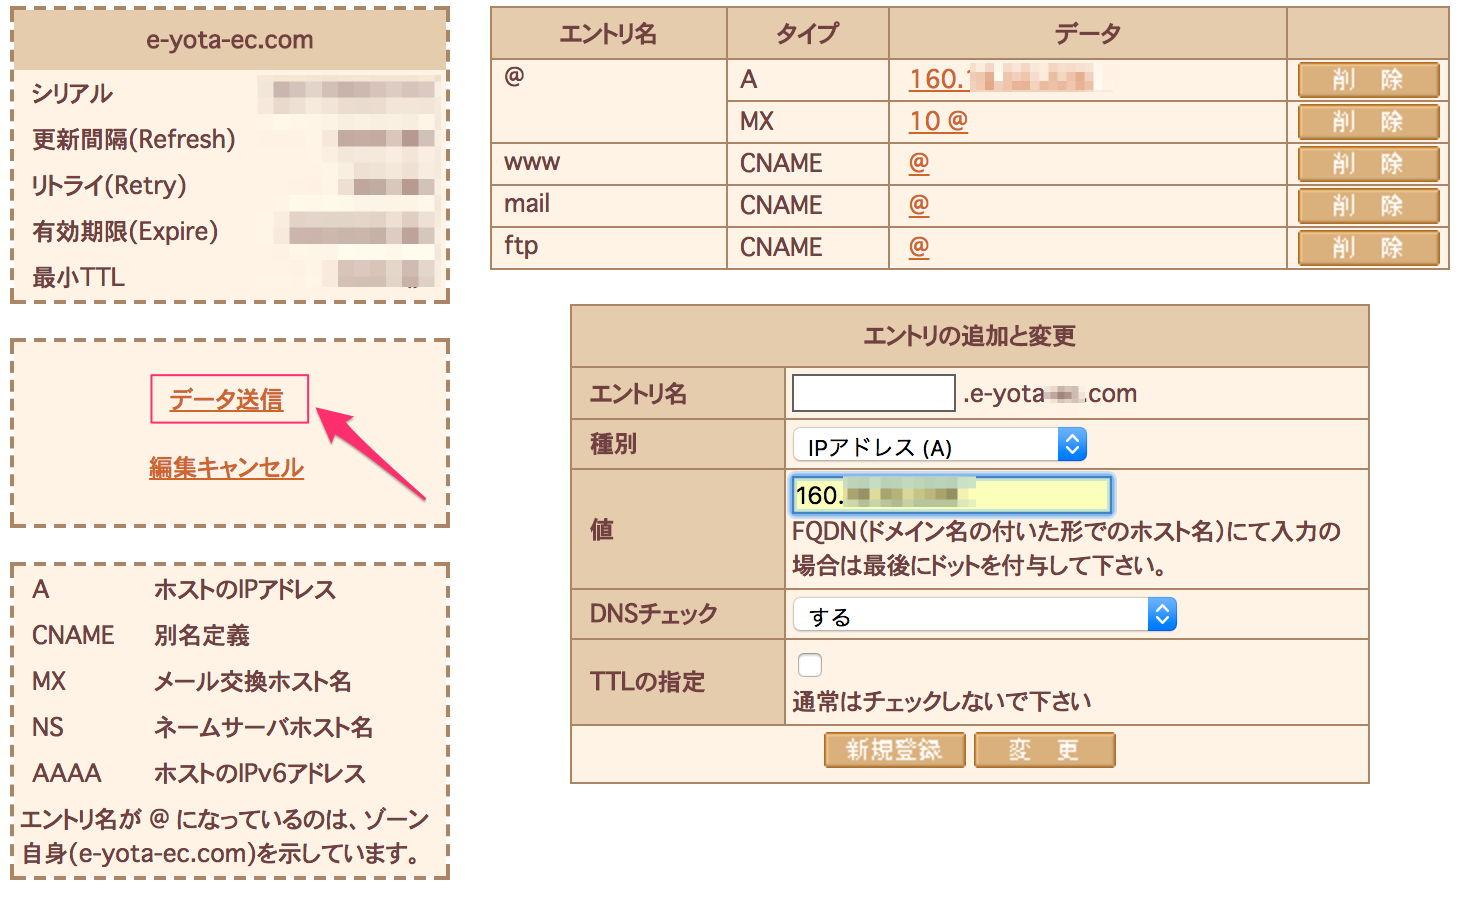 e-yota-ec.com
シリアル
更新間隔(Refresh)
リトライ(Retry)
有効期限(Expire)
最小TTL
データ送信
編集キャンセル
A ホストのIPアドレス
CNAME 別名定義
MX メール交換ホスト名
NS ネームサーバホスト名
AAAA ホストのIPv6アドレス
エントリ名が @ になっているのは、ゾーン
自身(e-yota-ec.com)を示しています。
エントリ名 タイプ データ
@ A 160. 削 除
MX 10 @ 削 除
www CNAME @ 削 除
mail CNAME @ 削 除
ftp CNAME @ 削 除
エントリの追加と変更
エントリ名 .e-yota .com
種別 IPアドレス (A)
値 160.
FQDN(ドメイン名の付いた形でのホスト名)にて入力の
場合は最後にドットを付与して下さい。
DNSチェック する
TTLの指定
通常はチェックしないで下さい
新規登録 変 更